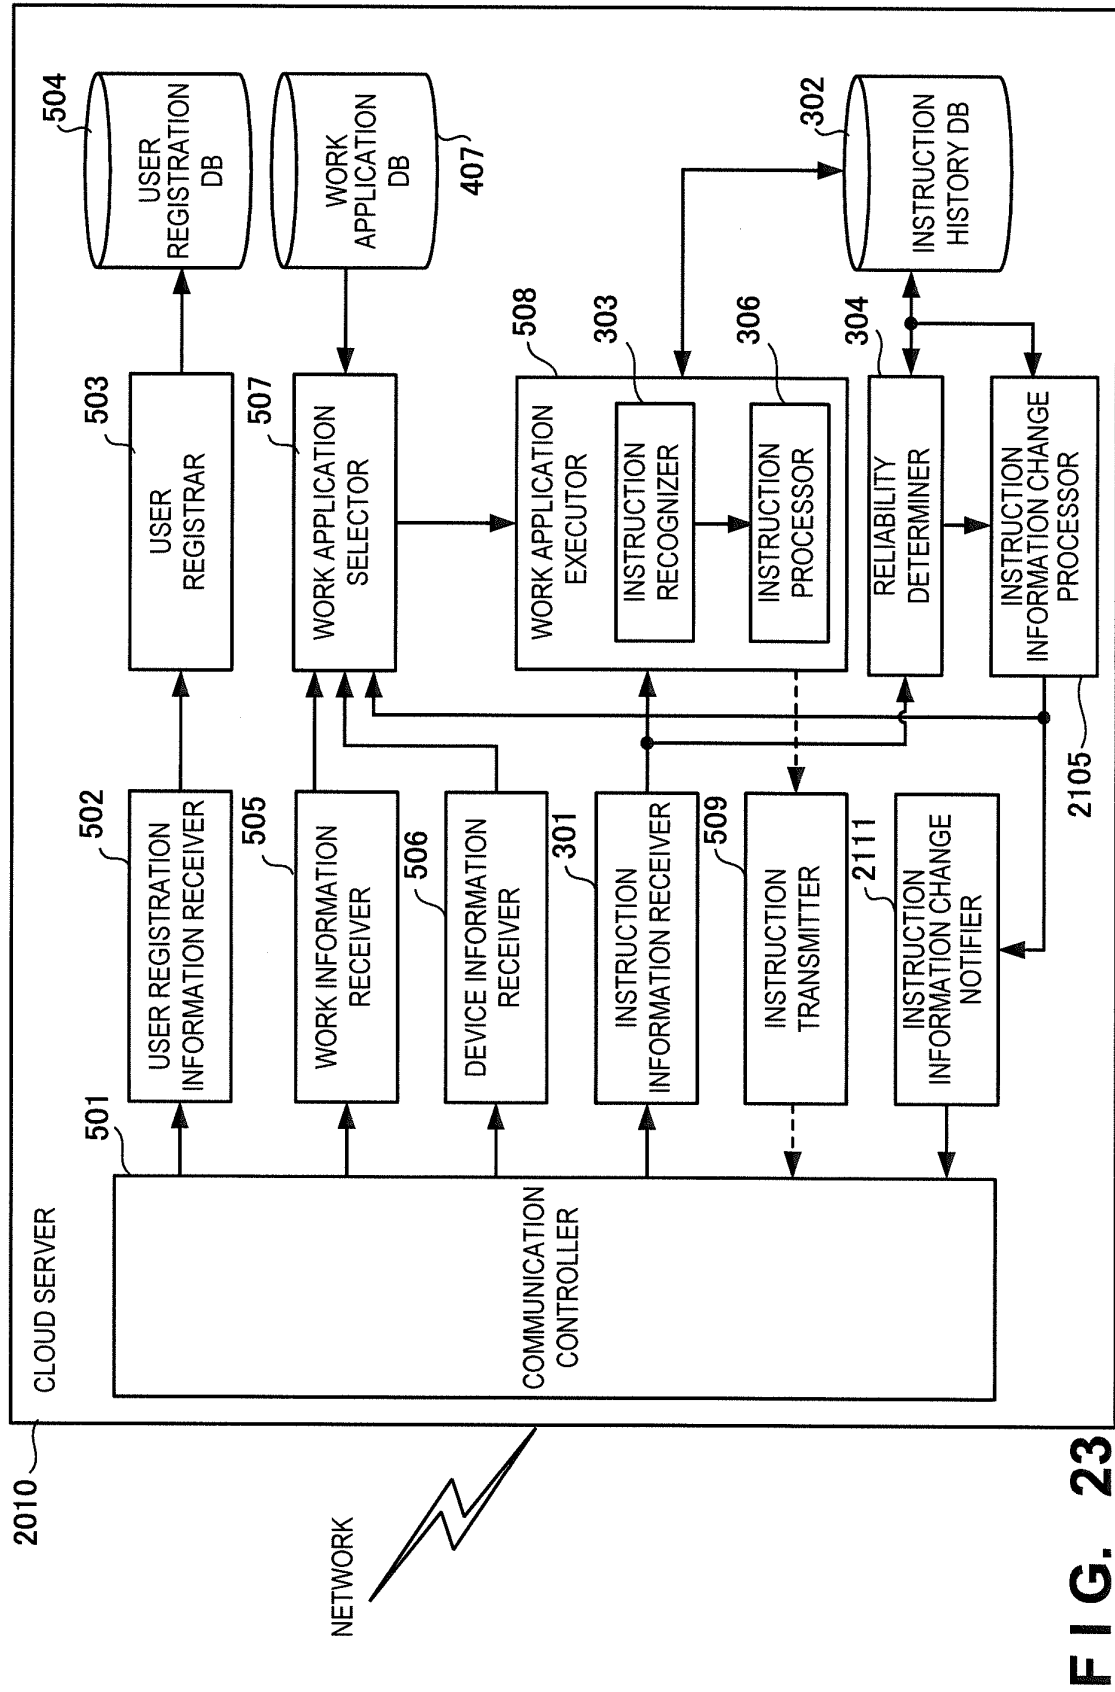 2010
CLOUD SERVER
NETWORK
501
COMMUNICATION
CONTROLLER
502
USER REGISTRATION
INFORMATION RECEIVER
503
USER
REGISTRAR
504
USER
REGISTRATION
DB
505
WORK INFORMATION
RECEIVER
507
WORK APPLICATION
SELECTOR
WORK
APPLICATION
DB
407
506
DEVICE INFORMATION
RECEIVER
301
INSTRUCTION
INFORMATION RECEIVER
508
WORK APPLICATION
EXECUTOR
303
INSTRUCTION
RECOGNIZER
306
INSTRUCTION
PROCESSOR
509
INSTRUCTION
TRANSMITTER
304
RELIABILITY
DETERMINER
302
INSTRUCTION
HISTORY DB
2111
INSTRUCTION
INFORMATION CHANGE
NOTIFIER
INSTRUCTION
INFORMATION CHANGE
PROCESSOR
2105
FIG. 23